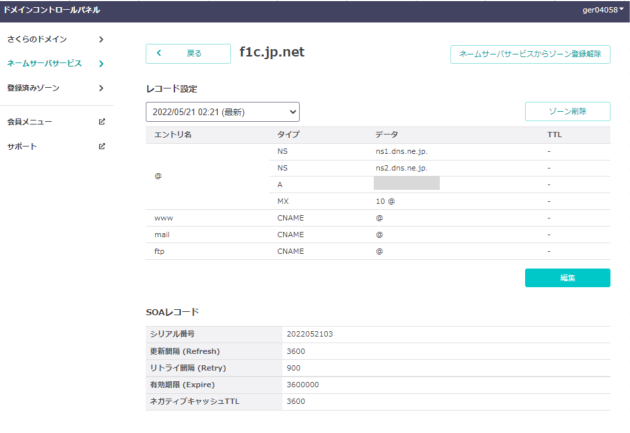 ドメインコントロールパネル ger04058
さくらのドメイン
ネームサーバサービス
登録済みゾーン
会員メニュー
サポート
戻る f1c.jp.net ネームサーバサービスからゾーン登録解除
レコード設定
2022/05/21 02:21 (最新) ゾーン削除
エントリ名 タイプ データ TTL
@
NS ns1.dns.ne.jp. -
NS ns2.dns.ne.jp. -
A -
MX 10 @ -
www CNAME @ -
mail CNAME @ -
ftp CNAME @ -
編集
SOAレコード
シリアル番号 2022052103
更新間隔 (Refresh) 3600
リトライ間隔 (Retry) 900
有効期限 (Expire) 3600000
ネガティブキャッシュTTL 3600